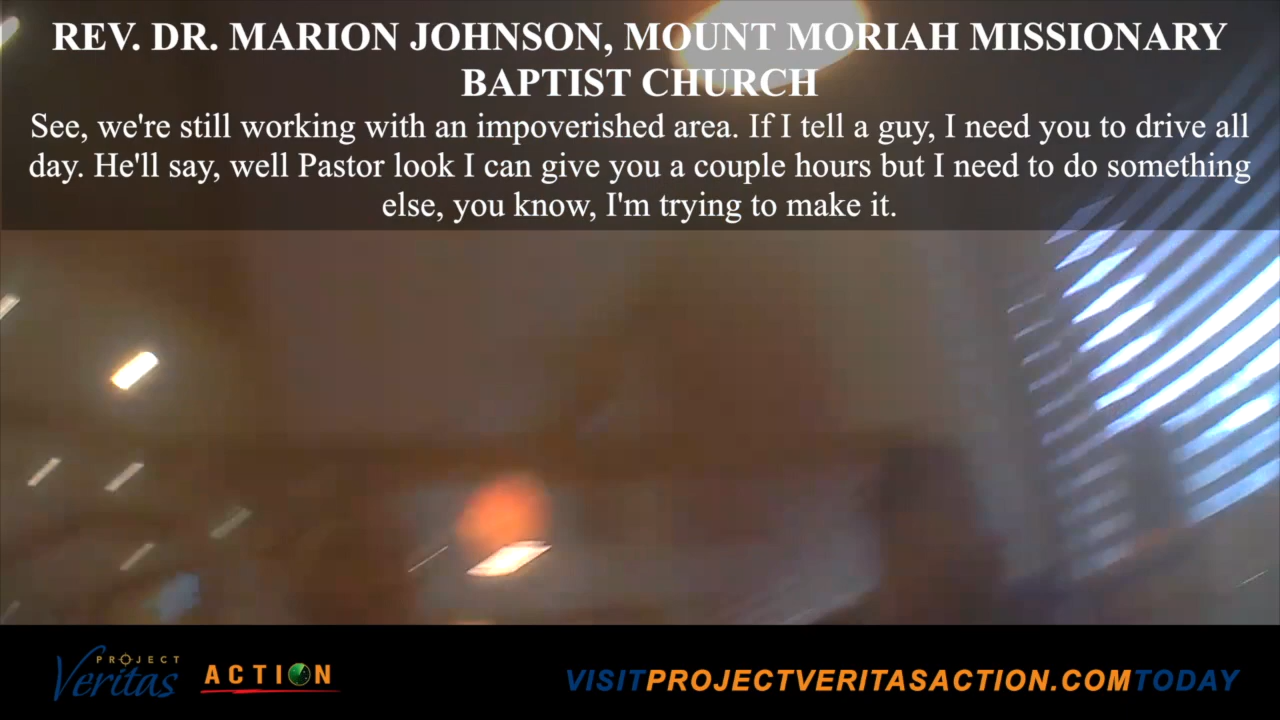 REV. DR. MARION JOHNSON, MOUNT MORIAH MISSIONARY
BAPTIST CHURCH
See, we're still working with an impoverished area. If I tell a guy, I need you to drive all
day. He'll say, well Pastor look I can give you a couple hours but I need to do something
else, you know, I'm trying to make it.
PROJECT
Veritas ACTION
VISITPROJECTVERITASACTION.COMTODAY